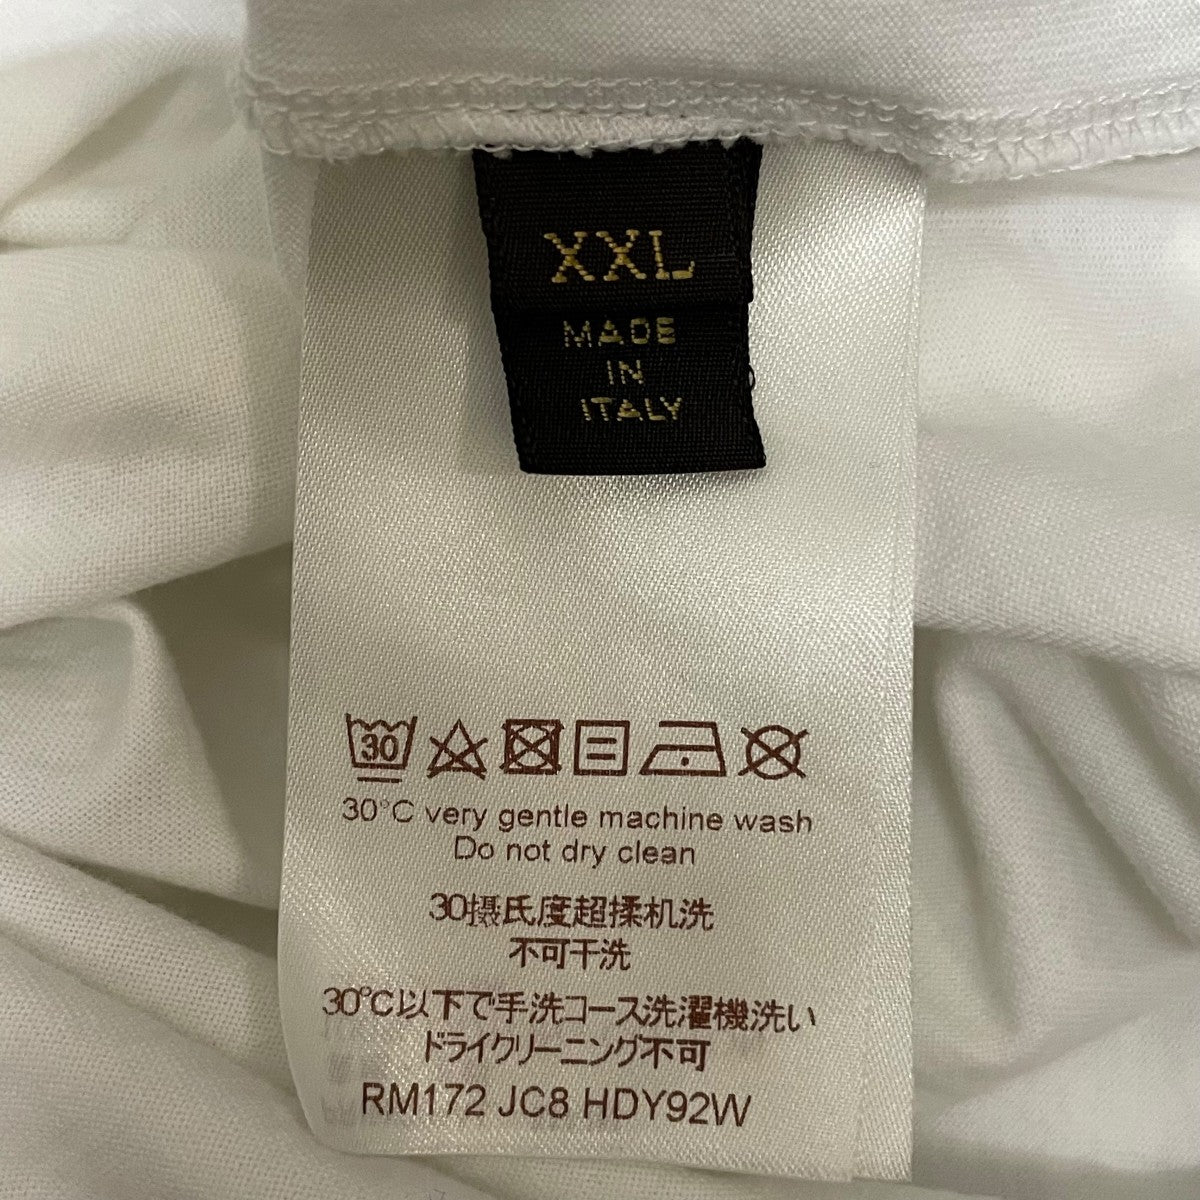 XXL
MADE
IN
ITALY
30
30°C very gentle machine wash
Do not dry clean
30摄氏度超揉机洗
不可干洗
30℃以下で手洗コース洗濯機洗い
ドライクリーニング不可
RM172 JC8 HDY92W